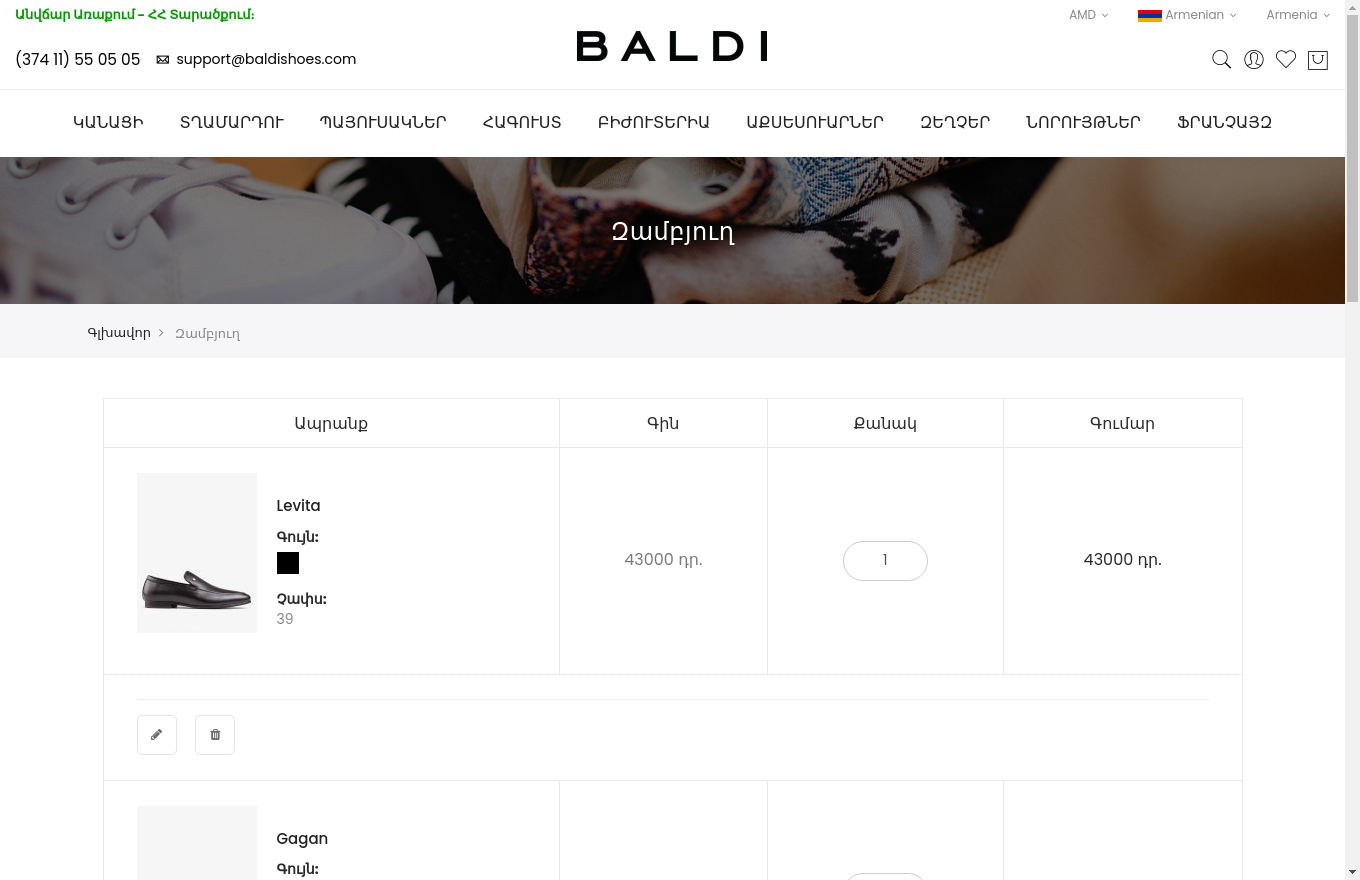 Անվճար Առաքում - ՀՀ Տարածքում:
AMD
Armenian
Armenia
(374 11) 55 05 05
support@baldishoes.com
BALDI
ԿԱՆԱՑԻ
ՏՂԱՄԱՐԴՈՒ
ՊԱՅՈՒՍԱԿՆԵՐ
ՀԱԳՈՒՍՏ
ԲԻԺՈՒՏԵՐԻԱ
ԱՔՍԵՍՈՒԱՐՆԵՐ
ԶԵՂՉԵՐ
ՆՈՐՈՒՅԹՆԵՐ
ՖՐԱՆՉԱՅԶ
Զամբյուղ
Գլխավոր
Զամբյուղ
Ապրանք
Գին
Քանակ
Գումար
Levita
Գույն:
Չափս:
39
43000 դր.
1
43000 դր.
Gagan
Գույն: